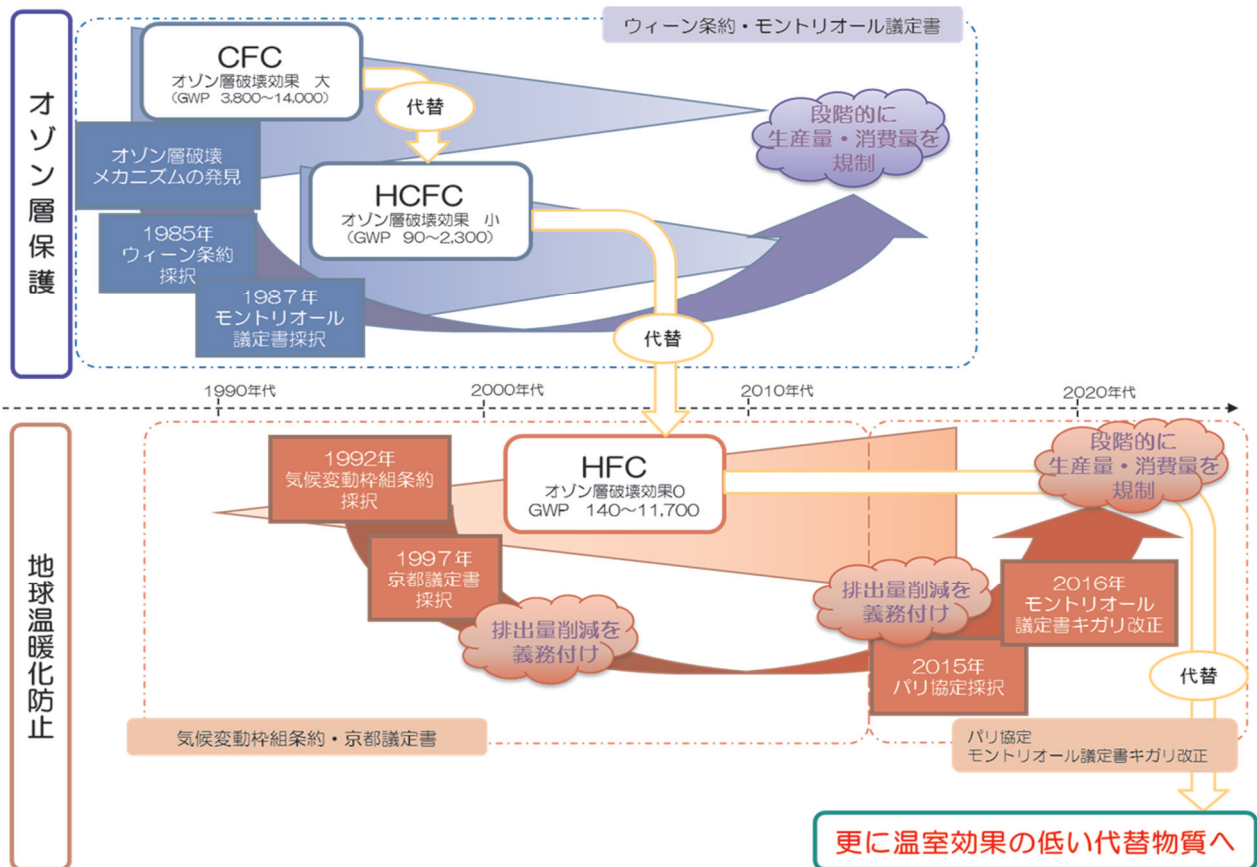 オゾン層保護
ウィーン条約・モントリオール議定書
CFC
オゾン層破壊効果 大
(GWP 3,800～14,000)
代替
オゾン層破壊
メカニズムの発見
段階的に
生産量・消費量を
規制
HCFC
オゾン層破壊効果 小
(GWP 90～2,300)
1985年
ウィーン条約
採択
1987年
モントリオール
議定書採択
代替
1990年代
2000年代
2010年代
2020年代
地球温暖化防止
1992年
気候変動枠組条約
採択
HFC
オゾン層破壊効果0
GWP 140～11,700
段階的に
生産量・消費量を
規制
1997年
京都議定書
採択
排出量削減を
義務付け
排出量削減を
義務付け
2016年
モントリオール
議定書キガリ改正
2015年
パリ協定採択
代替
気候変動枠組条約・京都議定書
パリ協定
モントリオール議定書キガリ改正
更に温室効果の低い代替物質へ